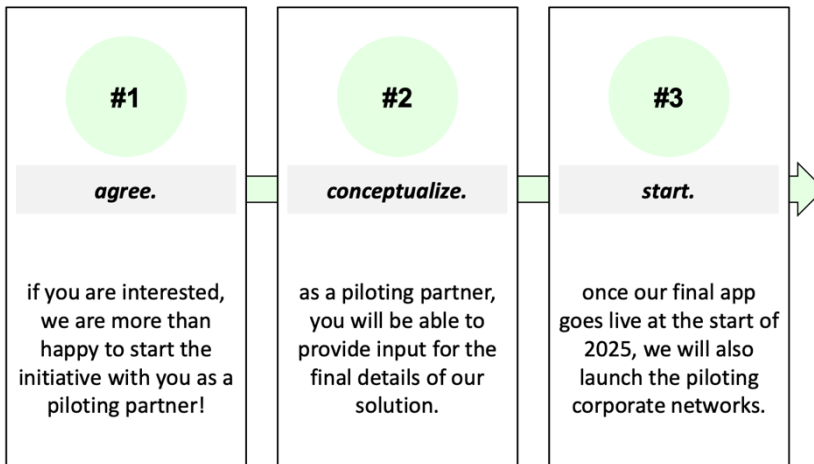 #1
agree.
if you are interested,
we are more than
happy to start the
initiative with you as a
piloting partner!
#2
conceptualize.
as a piloting partner,
you will be able to
provide input for the
final details of our
solution.
#3
start.
once our final app
goes live at the start of
2025, we will also
launch the piloting
corporate networks.